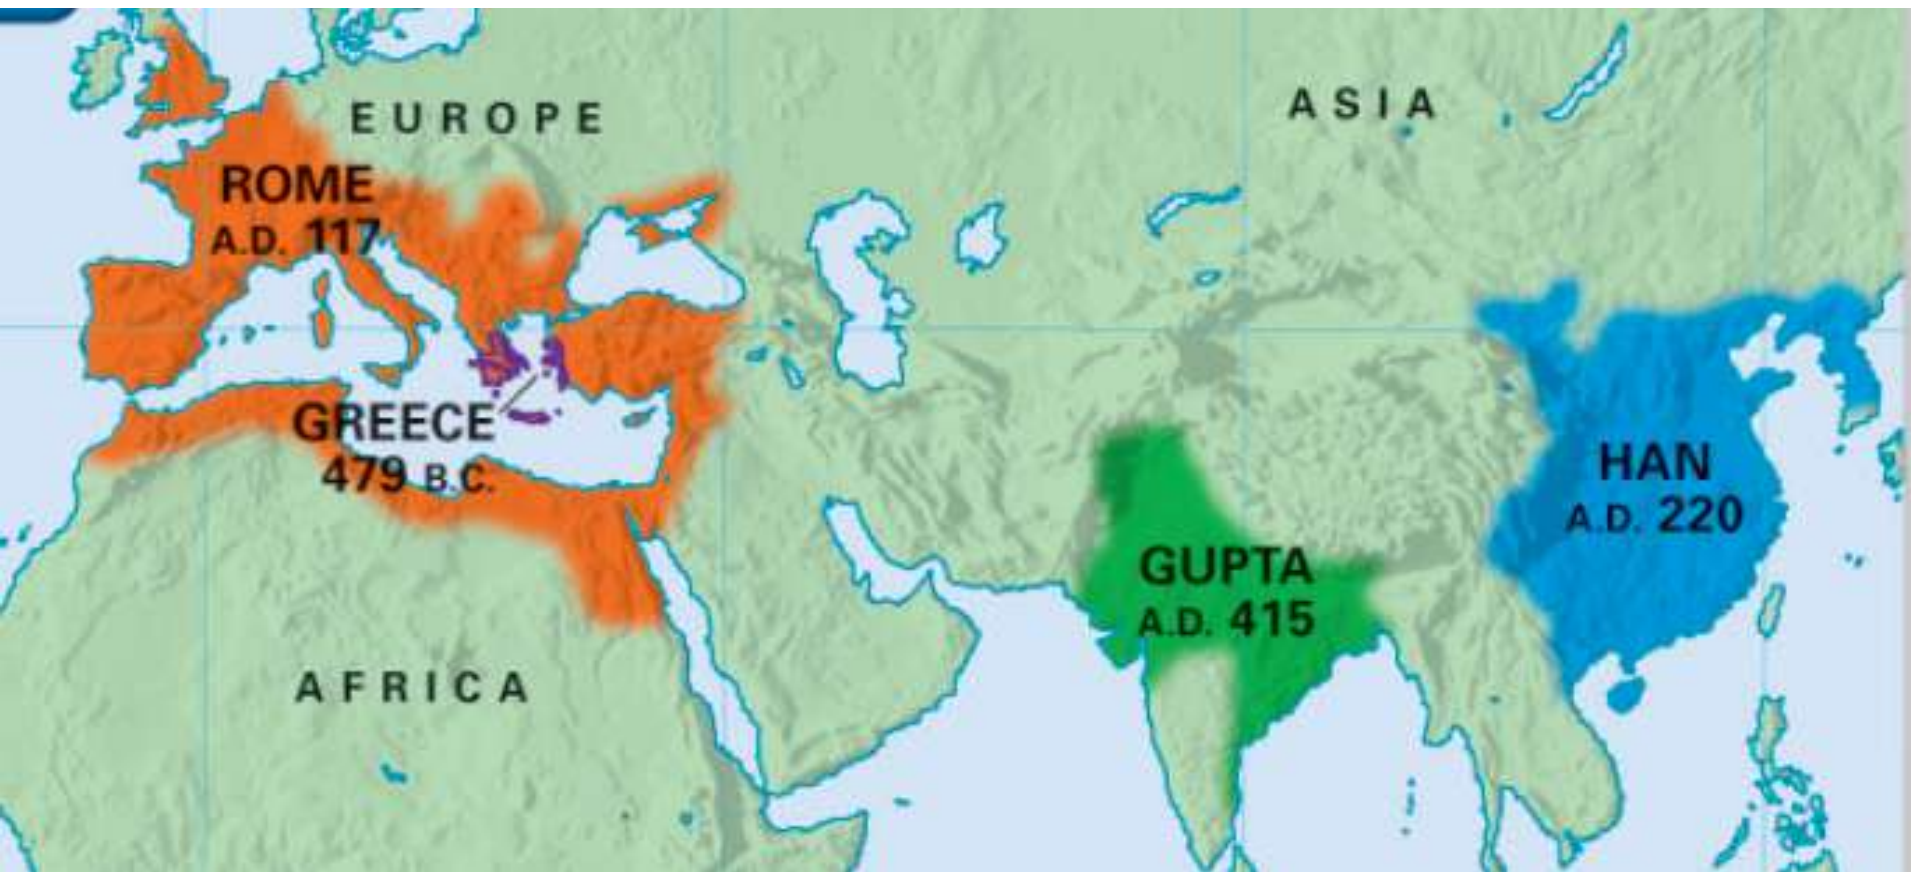 EUROPE
ASIA
ROME
A.D. 117
GREECE
479 B.C.
HAN
A.D. 220
GUPTA
A.D. 415
AFRICA